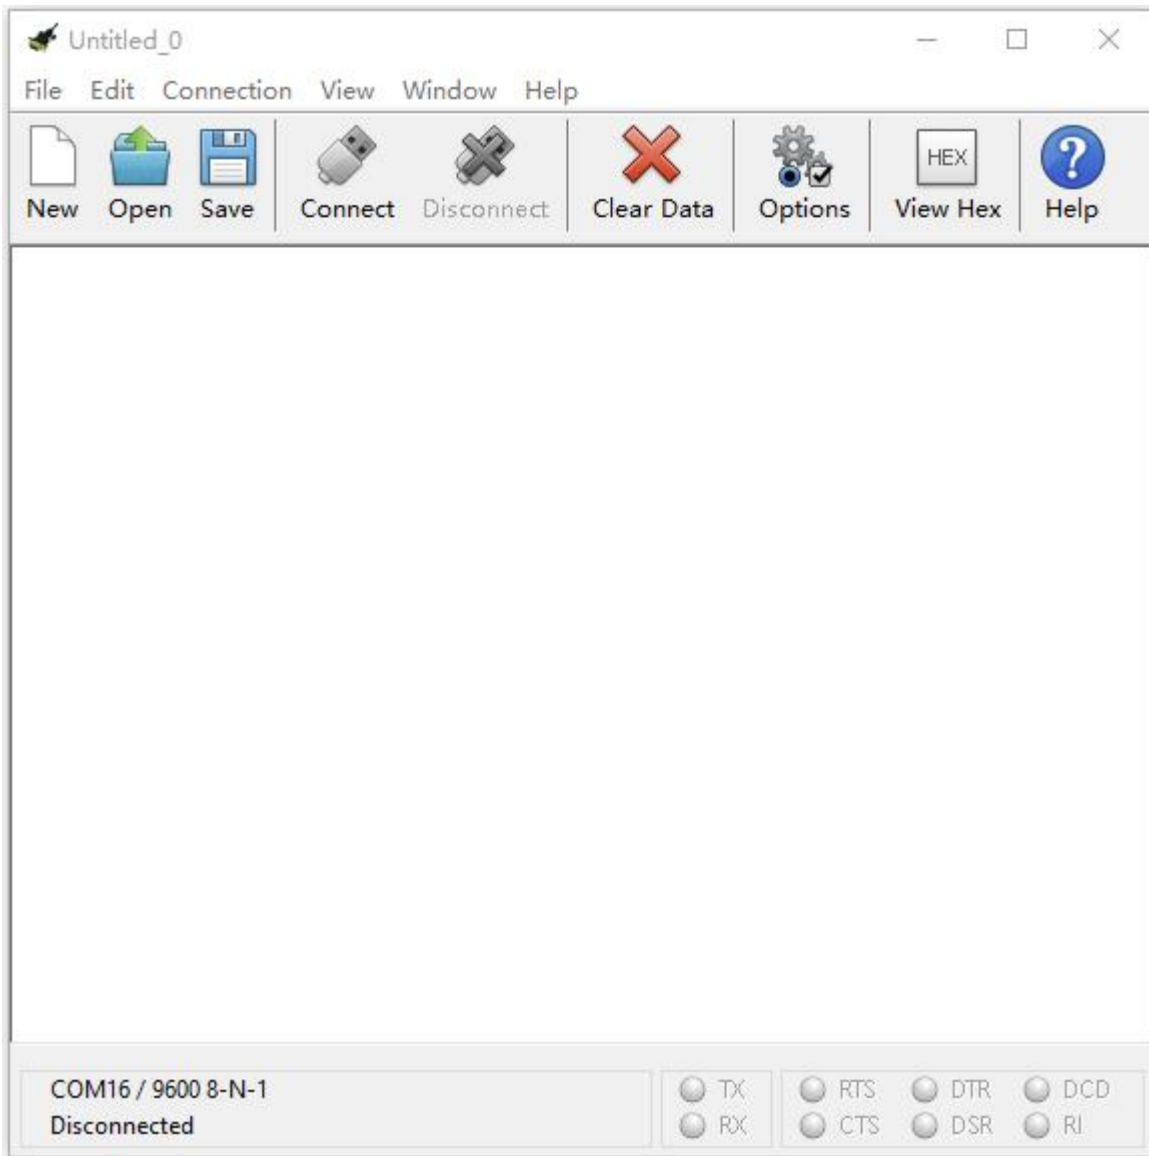 Untitled_0
File Edit Connection View Window Help
HEX
New Open Save Connect Disconnect Clear Data Options View Hex Help
COM16 / 9600 8-N-1
Disconnected
TX RTS DTR DCD
RX CTS DSR RI